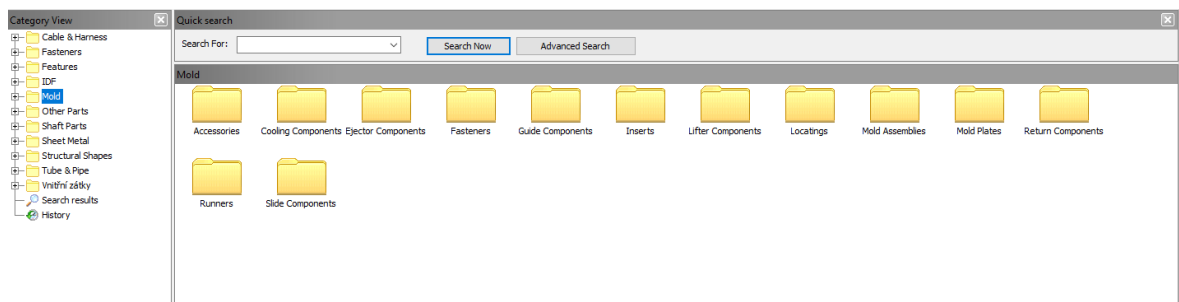 Category View
Cable & Harness
Fasteners
Features
IDF
Mold
Other Parts
Shaft Parts
Sheet Metal
Structural Shapes
Tube & Pipe
Vnitřní zátky
Search results
History
Quick search
Search For:
Search Now
Advanced Search
Mold
Accessories
Cooling Components
Ejector Components
Fasteners
Guide Components
Inserts
Lifter Components
Locatings
Mold Assemblies
Mold Plates
Return Components
Runners
Slide Components